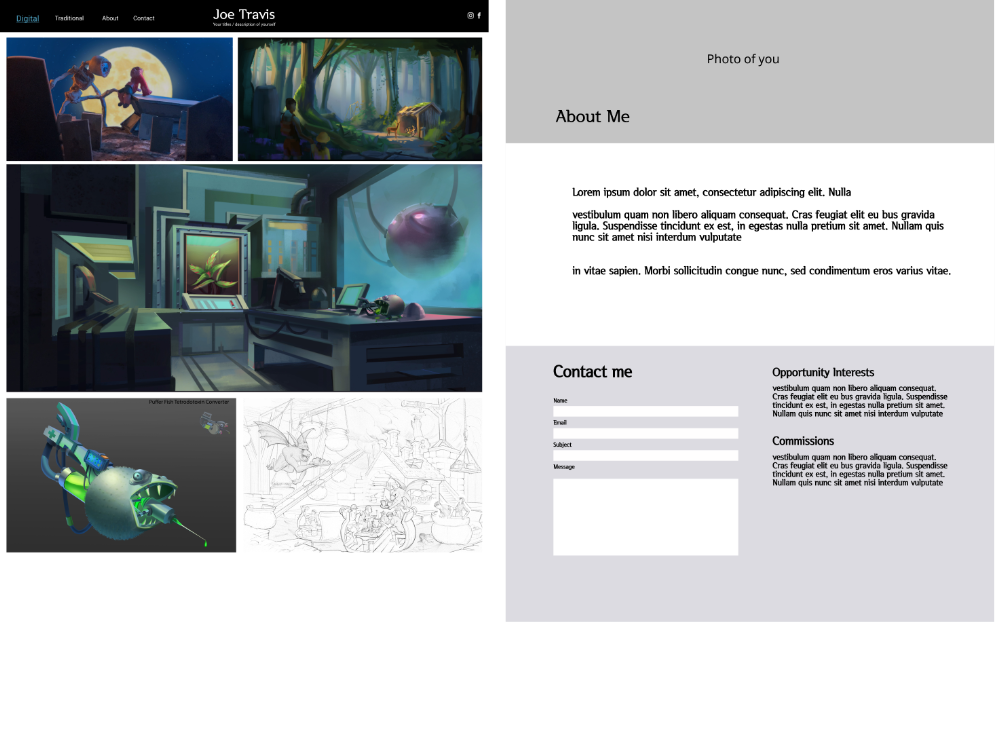 Digital
Traditional
About
Contact
Joe Travis
Your titles / description of yourself
Puffer Fish Tetrodotoxin Convertor
Photo of you
About Me
Lorem ipsum dolor sit amet, consectetur adipiscing elit. Nulla
vestibulum quam non libero aliquam consequat. Cras feugiat elit eu bus gravida
ligula. Suspendisse tincidunt ex est, in egestas nulla pretium sit amet. Nullam quis
nunc sit amet nisi interdum vulputate
in vitae sapien. Morbi sollicitudin congue nunc, sed condimentum eros varius vitae.
Contact me
Name
Email
Subject
Message
Opportunity Interests
vestibulum quam non libero aliquam consequat.
Cras feugiat elit eu bus gravida ligula. Suspendisse
tincidunt ex est, in egestas nulla pretium sit amet.
Nullam quis nunc sit amet nisi interdum vulputate
Commissions
vestibulum quam non libero aliquam consequat.
Cras feugiat elit eu bus gravida ligula. Suspendisse
tincidunt ex est, in egestas nulla pretium sit amet.
Nullam quis nunc sit amet nisi interdum vulputate